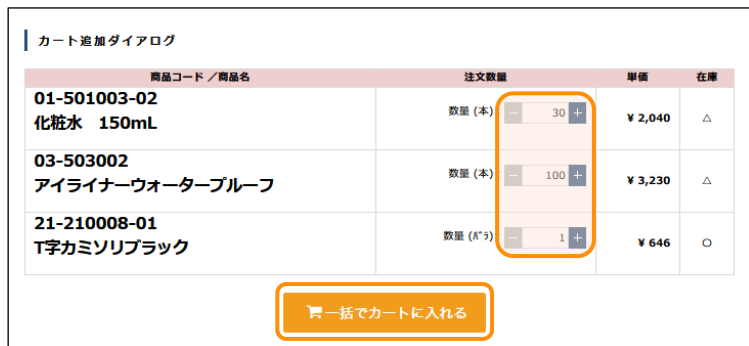 カート追加ダイアログ
商品コード／商品名 注文数量 単価 在庫
01-501003-02
化粧水 150mL
数量 (本) － 30 + ¥ 2,040 △
03-503002
アイライナーウォータープルーフ
数量 (本) － 100 + ¥ 3,230 △
21-210008-01
T字カミソリブラック
数量 (ﾊﾞﾗ) － 1 + ¥ 646 ○
一括でカートに入れる